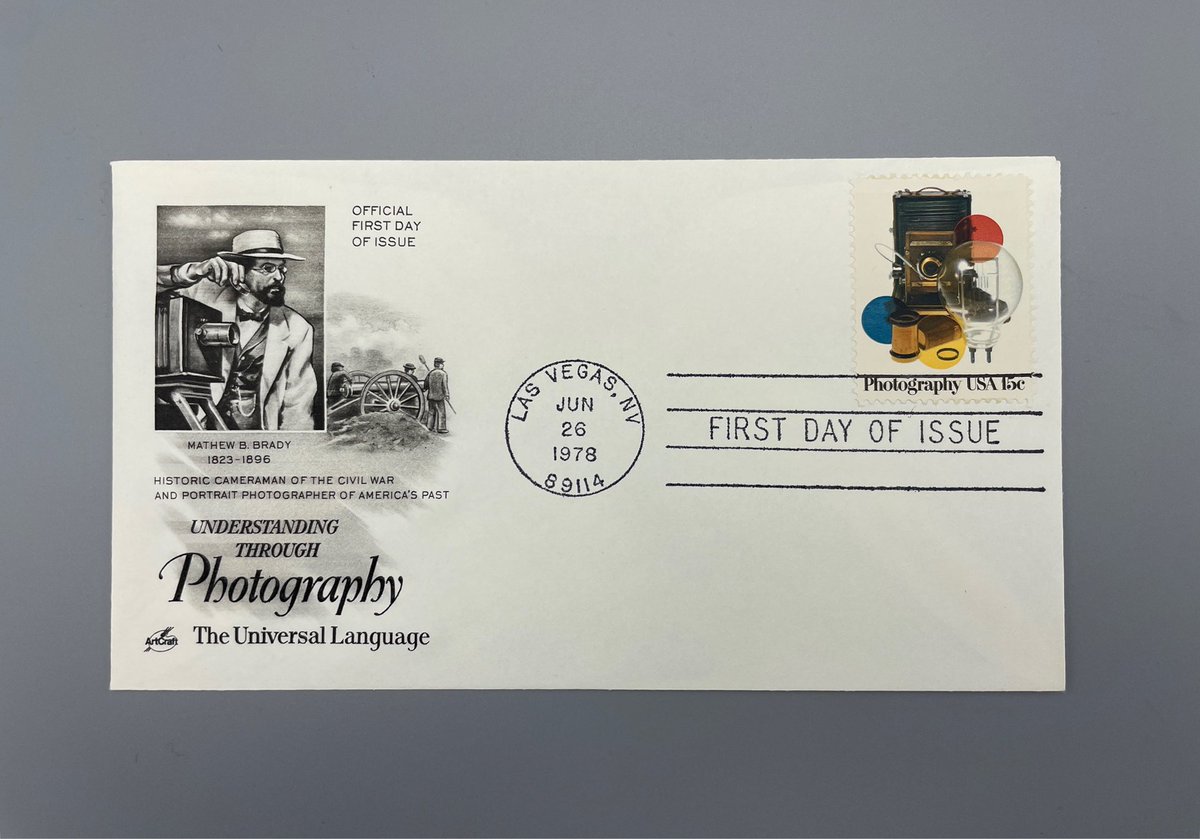 OFFICIAL
FIRST DAY
OF ISSUE
MATHEW B. BRADY
1823-1896
HISTORIC CAMERAMAN OF THE CIVIL WAR
AND PORTRAIT PHOTOGRAPHER OF AMERICA'S PAST
UNDERSTANDING
THROUGH
Photography
The Universal Language
ArtCraft
LAS VEGAS, NV
JUN
26
1978
89114
Photography USA 15c
FIRST DAY OF ISSUE